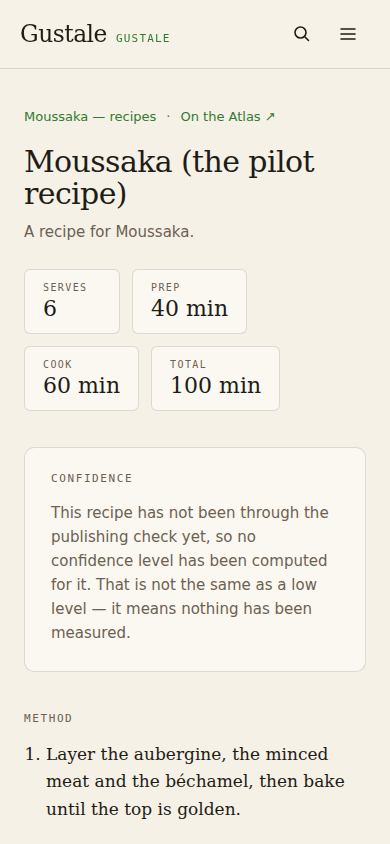 Gustale GUSTALE
Moussaka — recipes · On the Atlas ↗
Moussaka (the pilot
recipe)
A recipe for Moussaka.
SERVES
6
PREP
40 min
COOK
60 min
TOTAL
100 min
CONFIDENCE
This recipe has not been through the
publishing check yet, so no
confidence level has been computed
for it. That is not the same as a low
level — it means nothing has been
measured.
METHOD
1. Layer the aubergine, the minced
meat and the béchamel, then bake
until the top is golden.